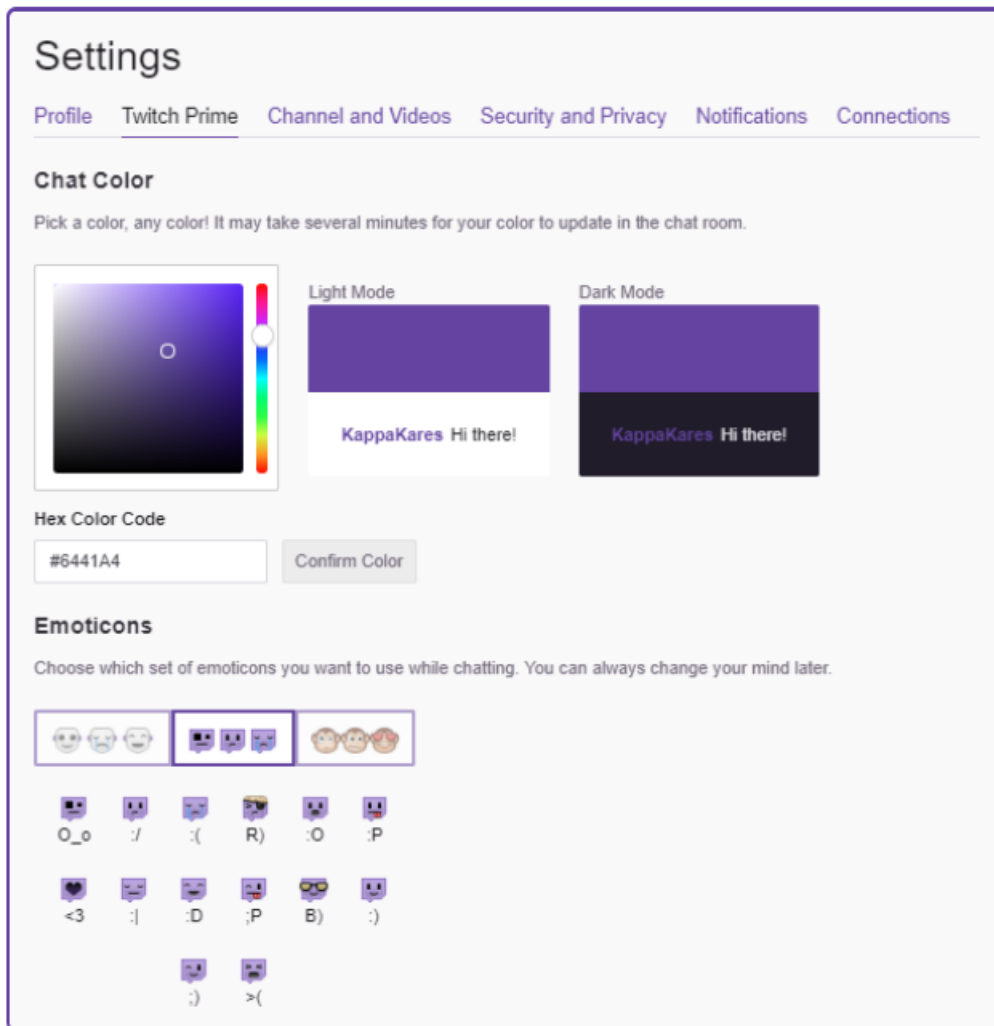 Settings
Profile Twitch Prime Channel and Videos Security and Privacy Notifications Connections
Chat Color
Pick a color, any color! It may take several minutes for your color to update in the chat room.
Light Mode Dark Mode
KappaKares Hi there! KappaKares Hi there!
Hex Color Code
#6441A4 Confirm Color
Emoticons
Choose which set of emoticons you want to use while chatting. You can always change your mind later.
O_o :/ :( R) :O :P
<3 :| :D ;P B) :)
;) >(